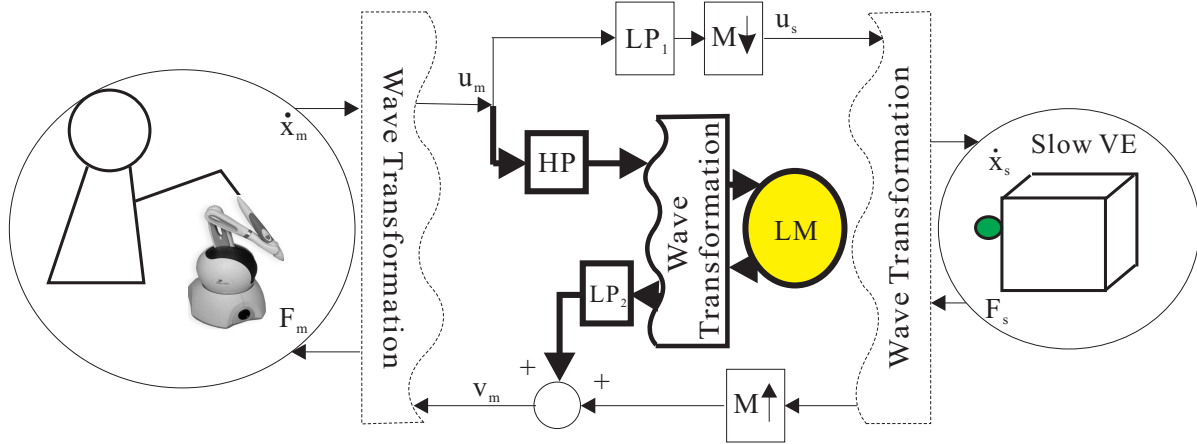 LP₁
M
uₛ
uₘ
ẋₘ
Wave Transformation
HP
Wave
Transformation
LM
Wave Transformation
ẋₛ
Slow VE
LP₂
Fₘ
Fₛ
+
+
vₘ
M